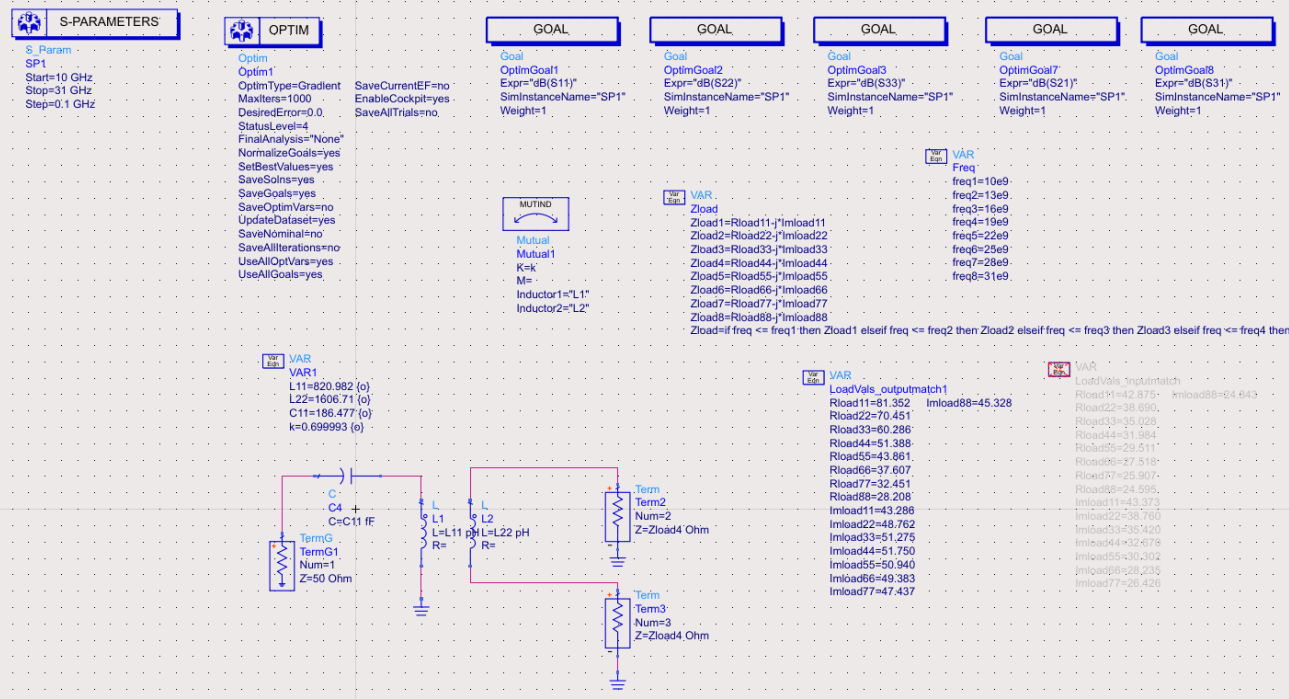 S-PARAMETERS
S_Param
SP1
Start=10 GHz
Stop=31 GHz
Step=0.1 GHz
OPTIM
Optim
Optim1
OptimType=Gradient
MaxIters=1000
DesiredError=0.0
StatusLevel=4
FinalAnalysis="None"
NormalizeGoals=yes
SetBestValues=yes
SaveSolns=yes
SaveGoals=yes
SaveOptimVars=no
UpdateDataset=yes
SaveNominal=no
SaveAllIterations=no
UseAllOptVars=yes
UseAllGoals=yes
SaveCurrentEF=no
EnableCockpit=yes
SaveAllTrials=no
GOAL
Goal
OptimGoal1
Expr="dB(S11)"
SimInstanceName="SP1"
Weight=1
GOAL
Goal
OptimGoal2
Expr="dB(S22)"
SimInstanceName="SP1"
Weight=1
GOAL
Goal
OptimGoal3
Expr="dB(S33)"
SimInstanceName="SP1"
Weight=1
GOAL
Goal
OptimGoal7
Expr="dB(S21)"
SimInstanceName="SP1"
Weight=1
GOAL
Goal
OptimGoal8
Expr="dB(S31)"
SimInstanceName="SP1"
Weight=1
MUTIND
Mutual
Mutual1
K=k
M=
Inductor1="L1"
Inductor2="L2"
Var
Eqn
VAR
Zload
Zload1=Rload11-j*Imload11
Zload2=Rload22-j*Imload22
Zload3=Rload33-j*Imload33
Zload4=Rload44-j*Imload44
Zload5=Rload55-j*Imload55
Zload6=Rload66-j*Imload66
Zload7=Rload77-j*Imload77
Zload8=Rload88-j*Imload88
Zload=if freq <= freq1 then Zload1 elseif freq <= freq2 then Zload2 elseif freq <= freq3 then Zload3 elseif freq <= freq4 then
Var
Eqn
VAR
Freq
freq1=10e9
freq2=13e9
freq3=16e9
freq4=19e9
freq5=22e9
freq6=25e9
freq7=28e9
freq8=31e9
Var
Eqn
VAR
VAR1
L11=820.982 {o}
L22=1606.71 {o}
C11=186.477 {o}
k=0.699993 {o}
Var
Eqn
VAR
LoadVals_outputmatch1
Rload11=81.352 Imload88=45.328
Rload22=70.451
Rload33=60.286
Rload44=51.388
Rload55=43.861
Rload66=37.607
Rload77=32.451
Rload88=28.208
Imload11=43.286
Imload22=48.762
Imload33=51.275
Imload44=51.750
Imload55=50.940
Imload66=49.383
Imload77=47.437
Var
Eqn
VAR
LoadVals_inputmatch
Rload11=42.875 Imload88=24.843
Rload22=38.690
Rload33=35.028
Rload44=31.984
Rload55=29.511
Rload66=27.518
Rload77=25.907
Rload88=24.595
Imload11=43.373
Imload22=38.760
Imload33=35.420
Imload44=32.670
Imload55=30.302
Imload66=28.235
Imload77=26.426
C
C4
C=C11 fF
TermG
TermG1
Num=1
Z=50 Ohm
L
L1
L=L11 pH
R=
L
L2
L=L22 pH
R=
Term
Term2
Num=2
Z=Zload4 Ohm
Term
Term3
Num=3
Z=Zload4 Ohm